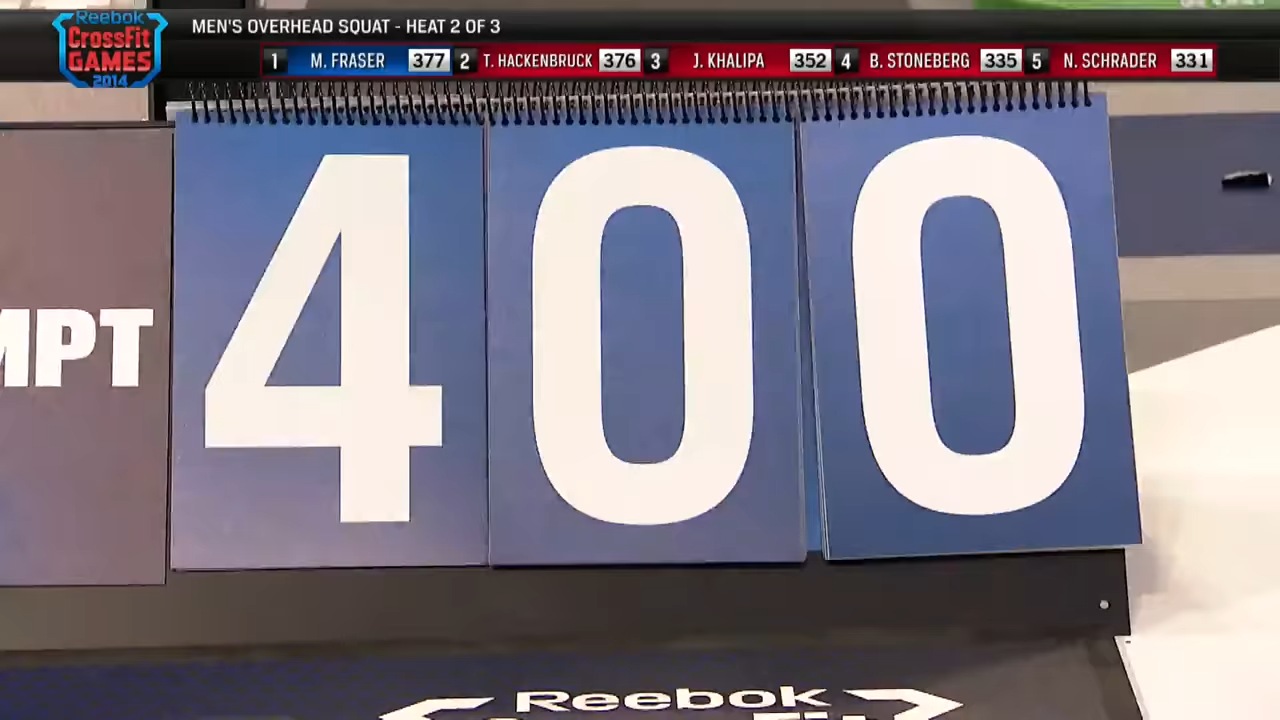 Reebok
CrossFit
GAMES
2014
MEN'S OVERHEAD SQUAT - HEAT 2 OF 3
1 M. FRASER 377 2 T. HACKENBRUCK 376 3 J. KHALIPA 352 4 B. STONEBERG 335 5 N. SCHRADER 331
MPT
400
Reebok